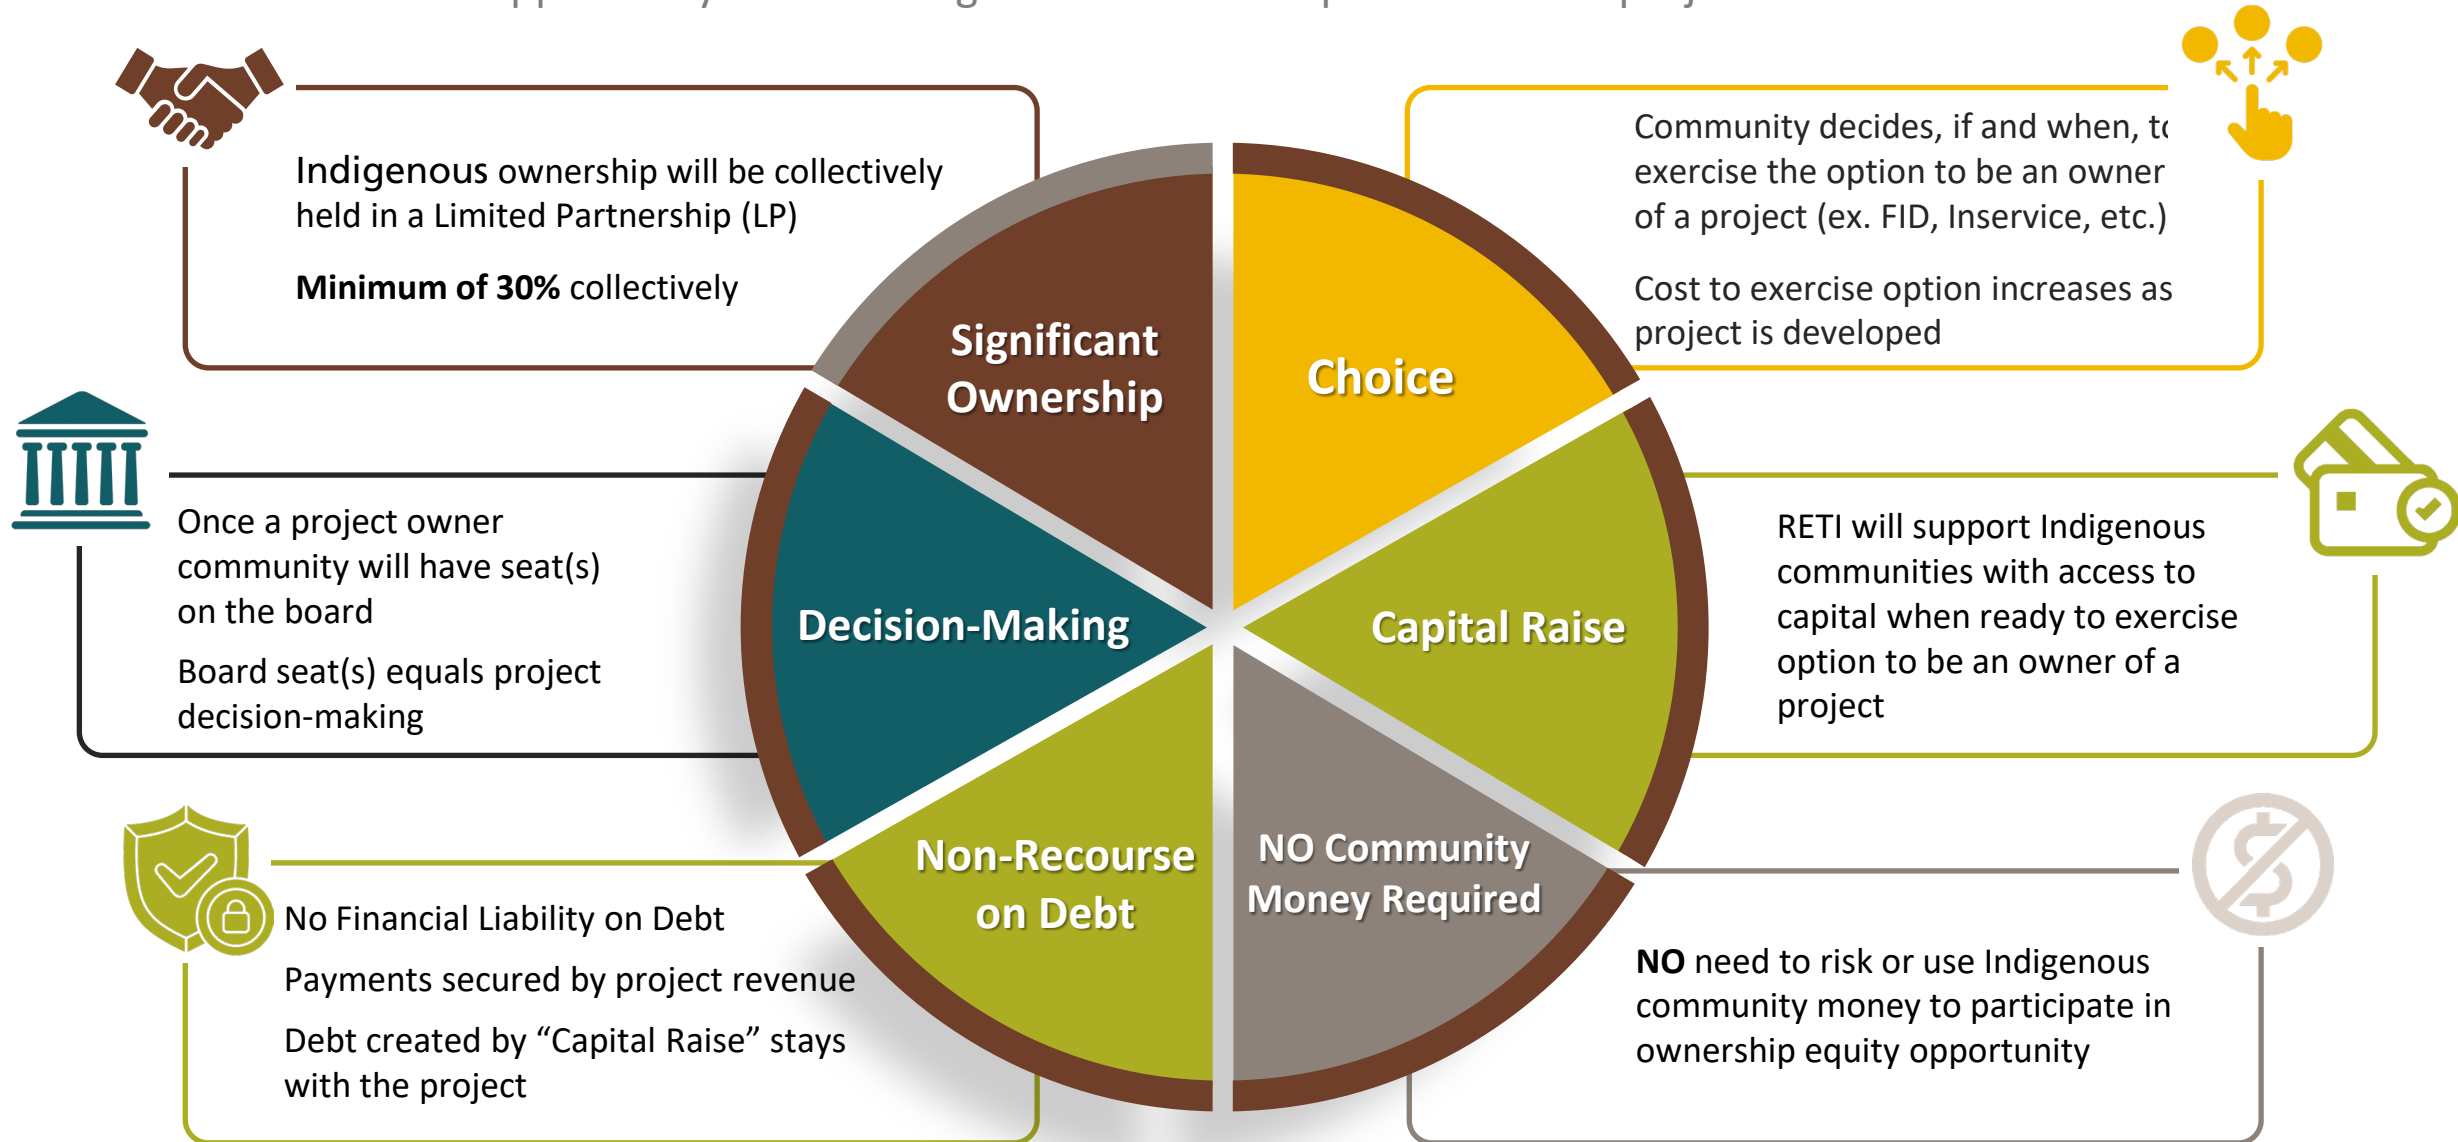 Indigenous ownership will be collectively
held in a Limited Partnership (LP)
Minimum of 30% collectively
Community decides, if and when, to
exercise the option to be an owner
of a project (ex. FID, Inservice, etc.)
Cost to exercise option increases as
project is developed
Significant
Ownership
Choice
Once a project owner
community will have seat(s)
on the board
Board seat(s) equals project
decision-making
Decision-Making
Capital Raise
RETI will support Indigenous
communities with access to
capital when ready to exercise
option to be an owner of a
project
Non-Recourse
on Debt
NO Community
Money Required
No Financial Liability on Debt
Payments secured by project revenue
Debt created by “Capital Raise” stays
with the project
NO need to risk or use Indigenous
community money to participate in
ownership equity opportunity